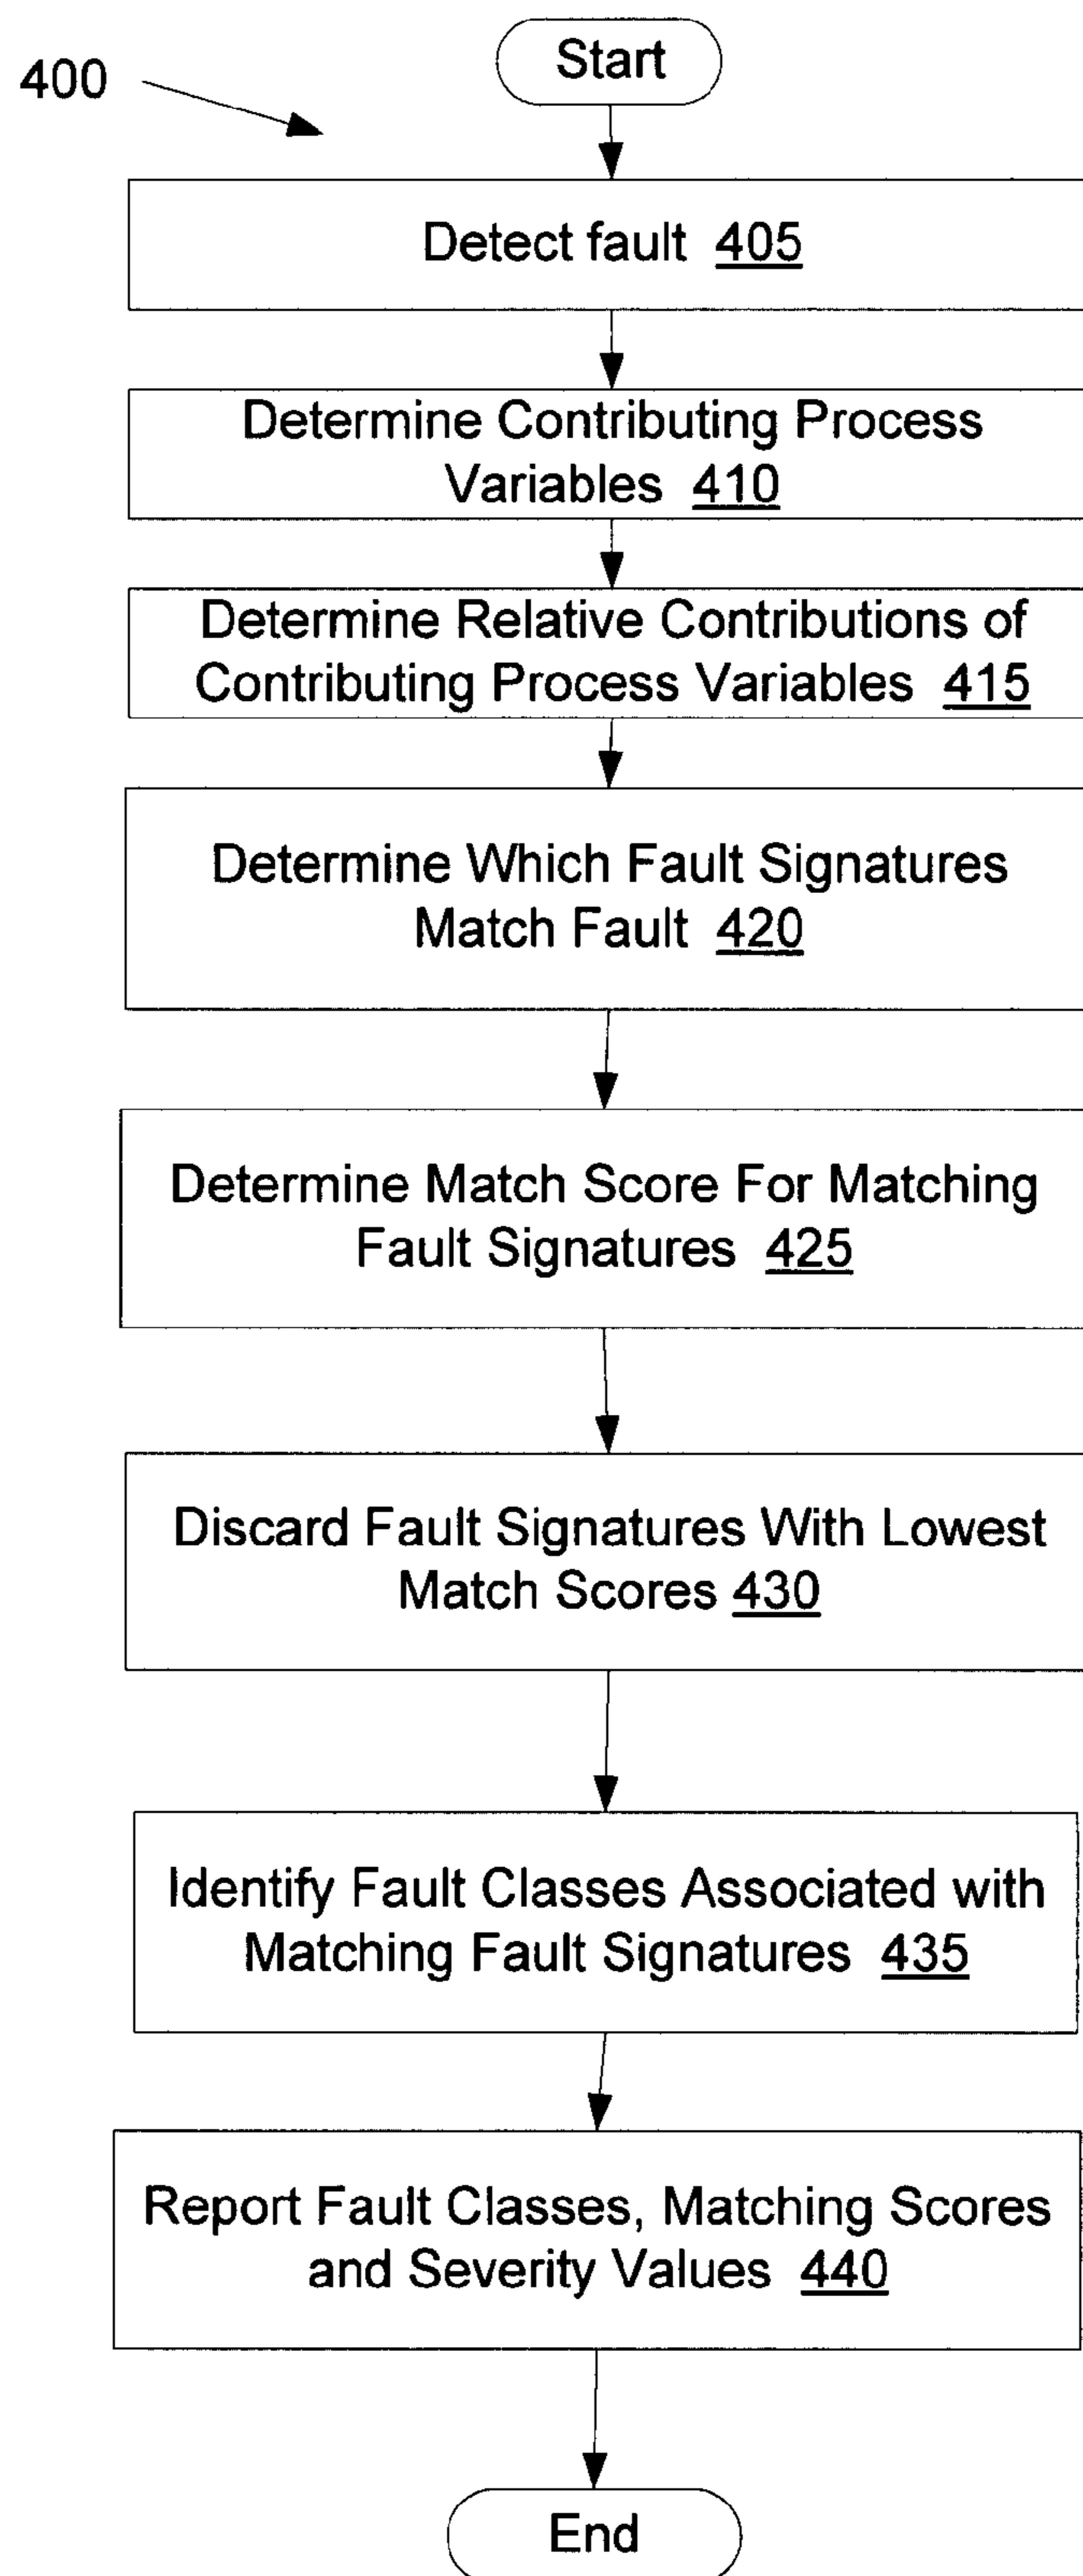 Start
400
Detect fault 405
Determine Contributing Process
Variables 410
Determine Relative Contributions of
Contributing Process Variables 415
Determine Which Fault Signatures
Match Fault 420
Determine Match Score For Matching
Fault Signatures 425
Discard Fault Signatures With Lowest
Match Scores 430
Identify Fault Classes Associated with
Matching Fault Signatures 435
Report Fault Classes, Matching Scores
and Severity Values 440
End